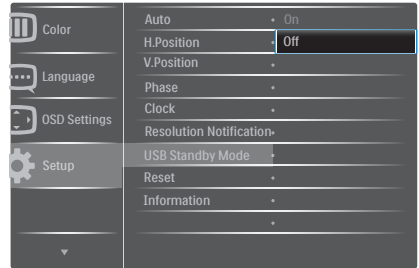 Color
Language
OSD Settings
Setup
Auto
H.Position
V.Position
Phase
Clock
Resolution Notification
USB Standby Mode
Reset
Information
On
Off